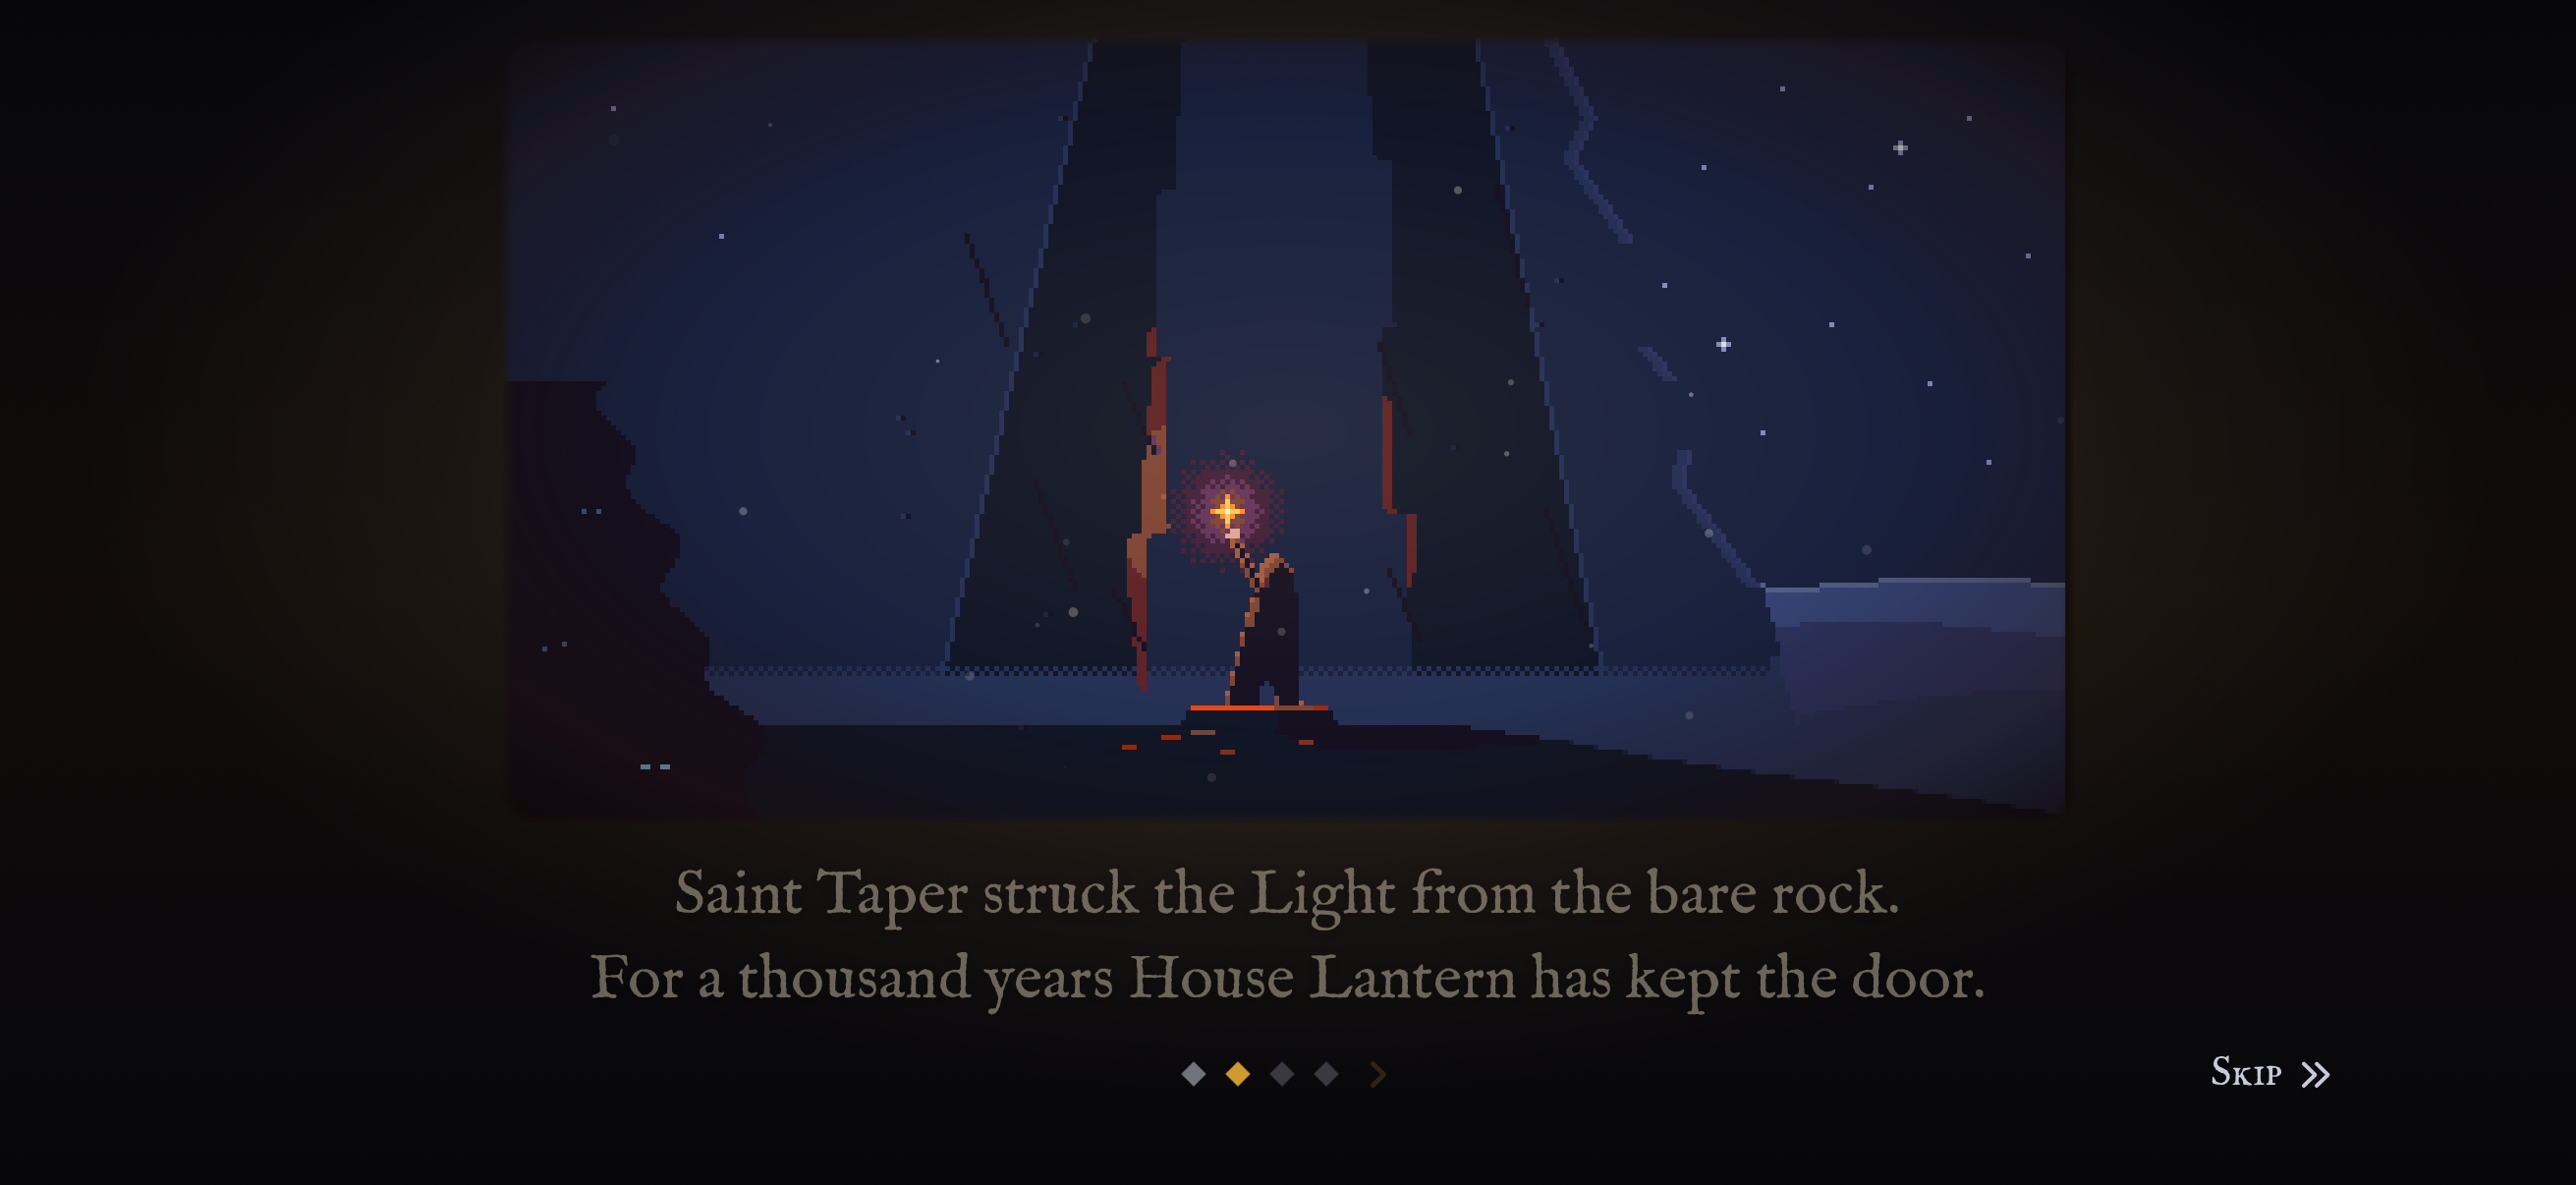 Saint Taper struck the Light from the bare rock.
For a thousand years House Lantern has kept the door.
Skip